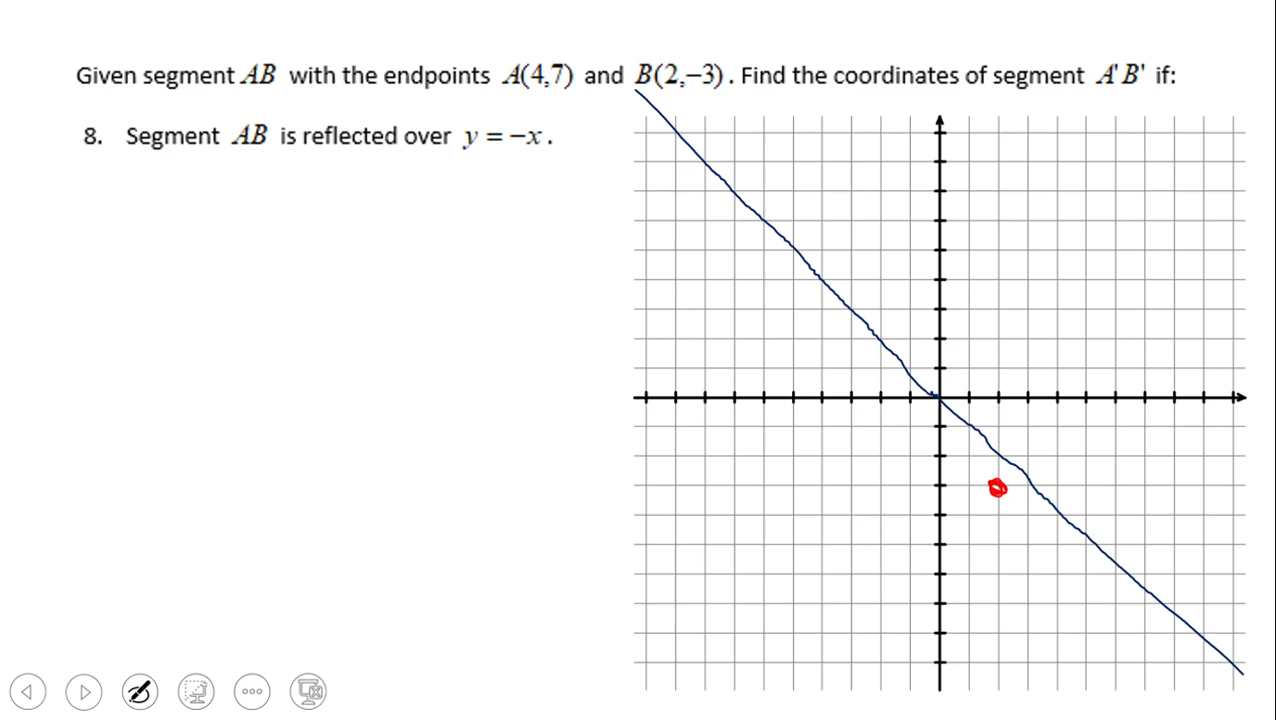 Given segment AB with the endpoints A(4,7) and B(2,−3). Find the coordinates of segment A'B' if:
8. Segment AB is reflected over y = −x.